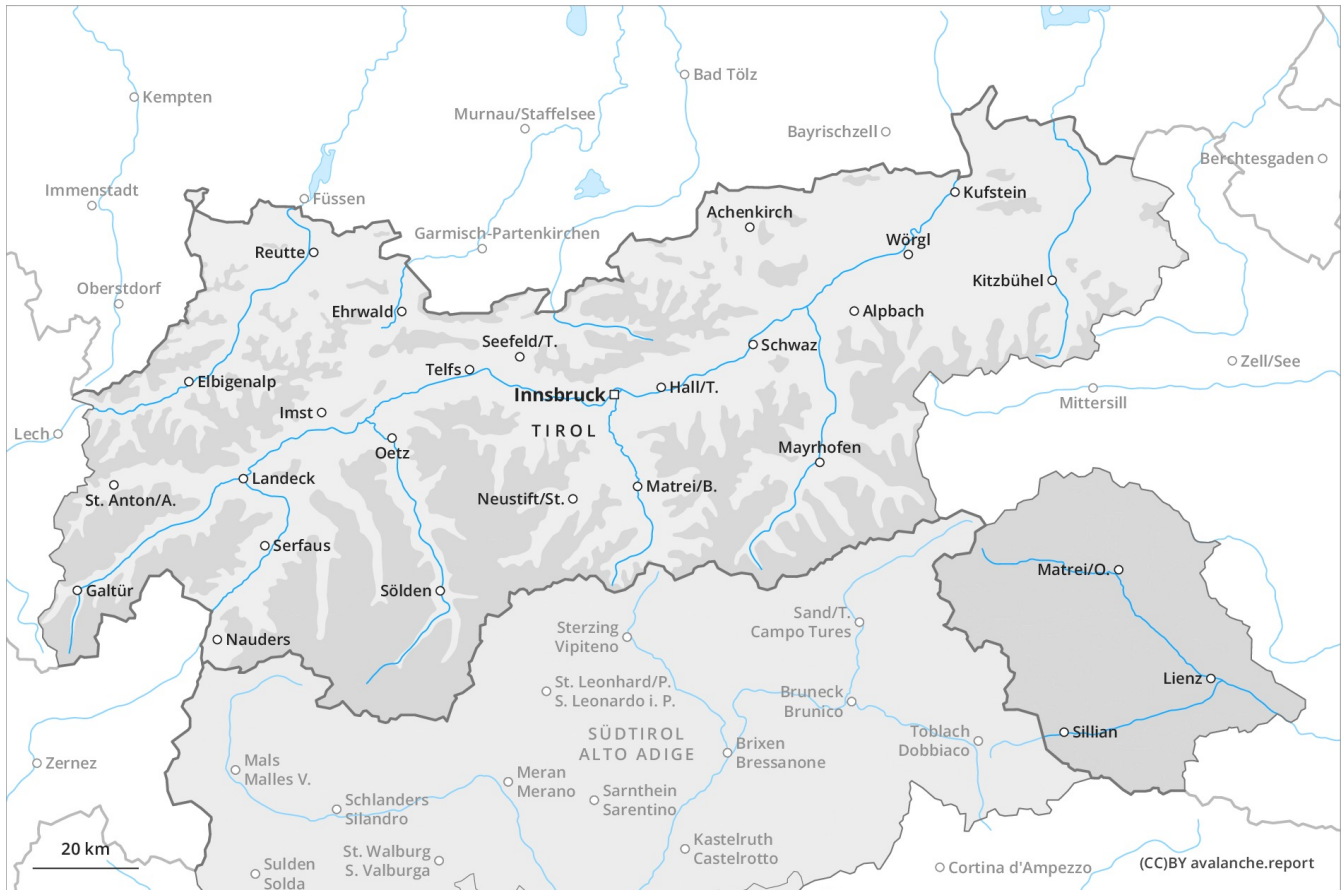 Kempten
Bad Tölz
Murnau/Staffelsee
Bayrischzell
Berchtesgaden
Immenstadt
Füssen
Kufstein
Achenkirch
Garmisch-Partenkirchen
Wörgl
Reutte
Oberstdorf
Kitzbühel
Ehrwald
Alpbach
Seefeld/T.
Schwaz
Zell/See
Telfs
Elbigenalp
Hall/T.
Innsbruck
Mittersill
Imst
Lech
TIROL
Oetz
Mayrhofen
Landeck
St. Anton/A.
Neustift/St.
Matrei/B.
Serfaus
Matrei/O.
Galtür
Sölden
Sand/T.
Campo Tures
Sterzing
Vipiteno
Nauders
Lienz
St. Leonhard/P.
S. Leonardo i. P.
Bruneck
Brunico
SÜDTIROL
ALTO ADIGE
Toblach
Dobbiaco
Sillian
Brixen
Bressanone
Zernez
Mals
Malles V.
Meran
Merano
Sarnthein
Sarentino
Schlanders
Silandro
Kastelruth
Castelrotto
20 km
St. Walburg
S. Valburga
Sulden
Solda
Cortina d'Ampezzo
(CC)BY avalanche.report